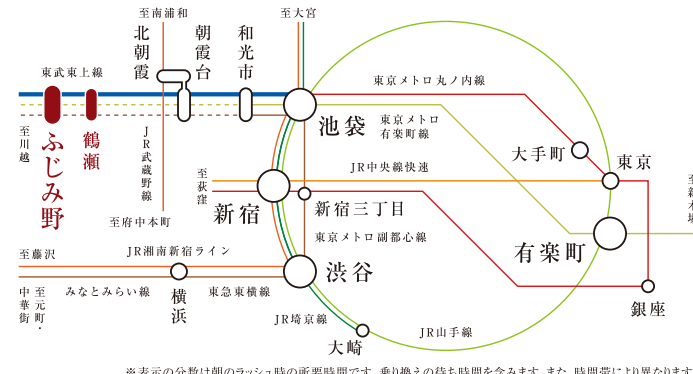 至南浦和
至大宮
北朝霞
朝霞台
和光市
東武東上線
東京メトロ丸ノ内線
至川越
ふじみ野
鶴瀬
JR武蔵野線
池袋
東京メトロ
有楽町線
大手町
東京
JR中央線快速
至荻窪
新宿
新宿三丁目
至新木場
至府中本町
東京メトロ副都心線
有楽町
至藤沢
JR湘南新宿ライン
渋谷
至元町・
中華街
みなとみらい線
横浜
東急東横線
銀座
JR埼京線
JR山手線
大崎
※表示の分数は朝のラッシュ時の所要時間です。乗り換えの待ち時間を含みます。また、時間帯により異なります